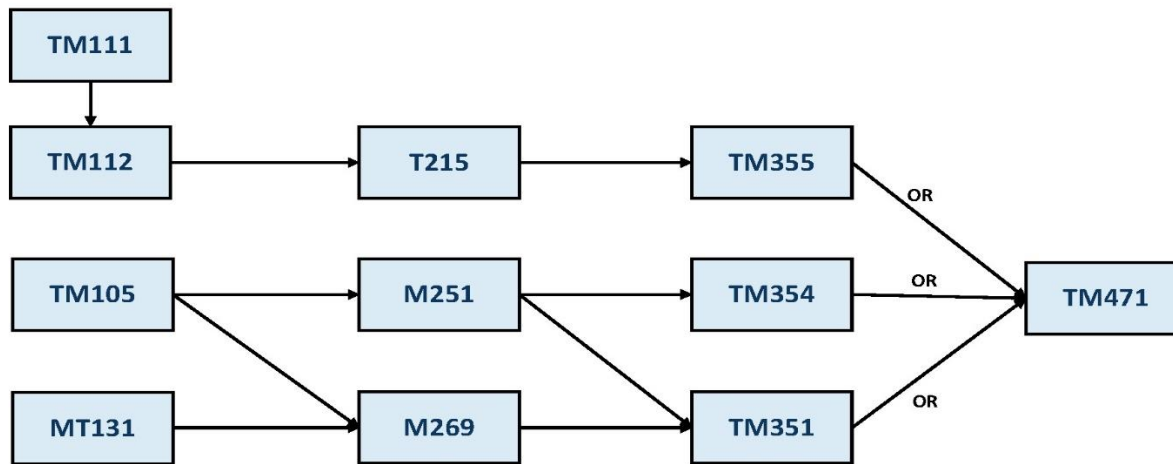 TM111
TM112
T215
TM355
OR
TM105
M251
TM354
OR
TM471
MT131
M269
TM351
OR